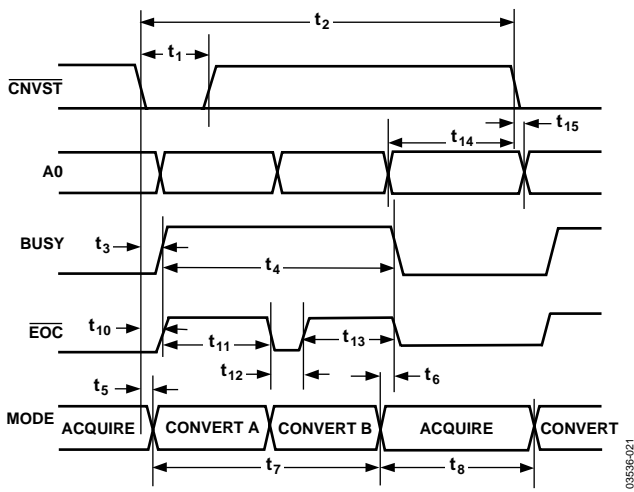 t2
t1
CNVST
t14
t15
A0
BUSY
t3
t4
EOC
t10
t11
t13
t12
t5
t6
MODE
ACQUIRE
CONVERT A
CONVERT B
ACQUIRE
CONVERT
t7
t8
03536-021